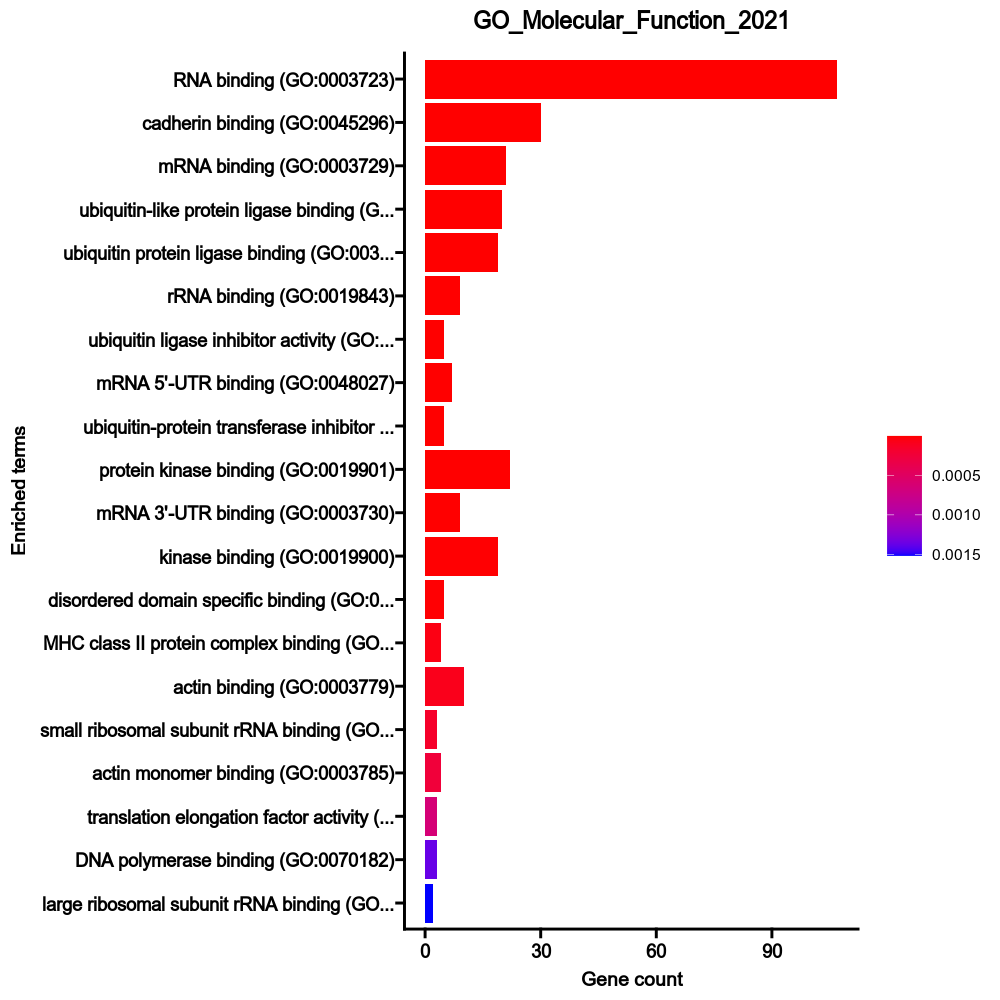 GO_Molecular_Function_2021
RNA binding (GO:0003723)
cadherin binding (GO:0045296)
mRNA binding (GO:0003729)
ubiquitin-like protein ligase binding (G...
ubiquitin protein ligase binding (GO:003...
rRNA binding (GO:0019843)
ubiquitin ligase inhibitor activity (GO:...
mRNA 5'-UTR binding (GO:0048027)
ubiquitin-protein transferase inhibitor ...
protein kinase binding (GO:0019901)
mRNA 3'-UTR binding (GO:0003730)
kinase binding (GO:0019900)
disordered domain specific binding (GO:0...
MHC class II protein complex binding (GO...
actin binding (GO:0003779)
small ribosomal subunit rRNA binding (GO...
actin monomer binding (GO:0003785)
translation elongation factor activity (...
DNA polymerase binding (GO:0070182)
large ribosomal subunit rRNA binding (GO...
Enriched terms
0 30 60 90
Gene count
0.0005
0.0010
0.0015